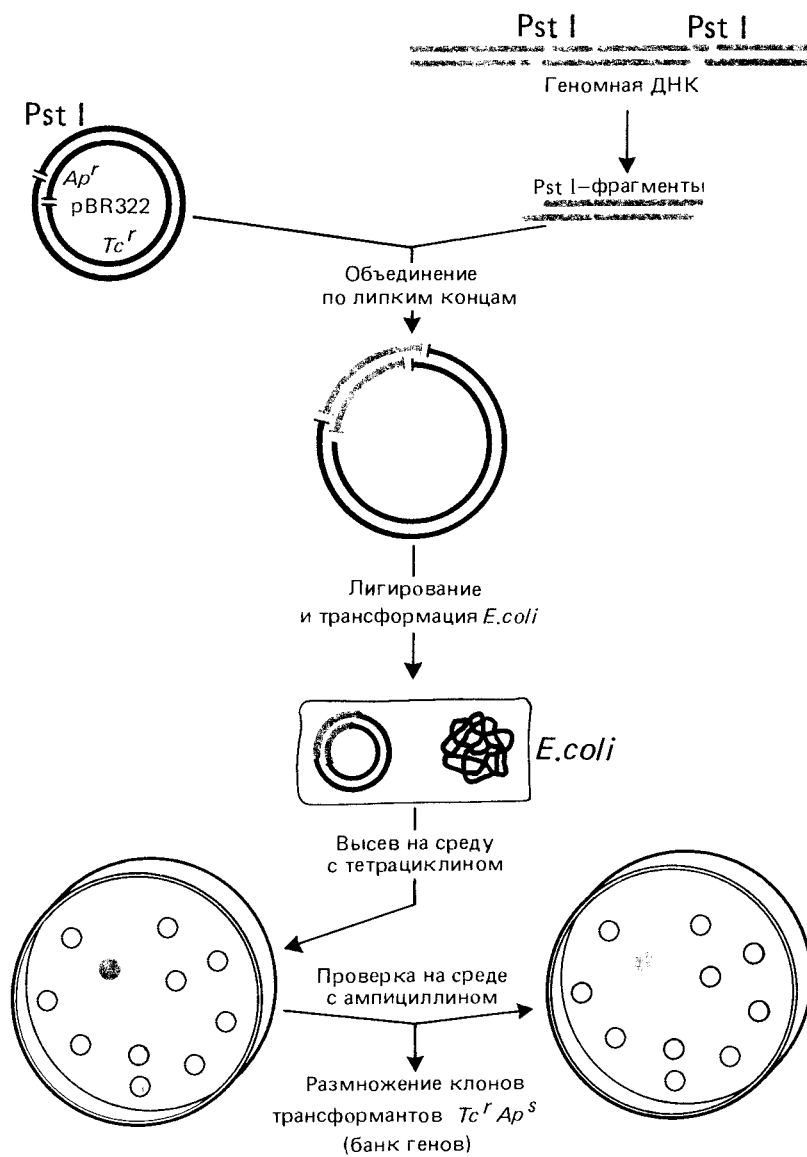 Pst I Pst I
Геномная ДНК
Pst I
Ap^r
pBR322
Tc^r
Pst I–фрагменты
Объединение
по липким концам
Лигирование
и трансформация E.coli
E.coli
Высев на среду
с тетрациклином
Проверка на среде
с ампициллином
Размножение клонов
трансформантов Tc^r Ap^s
(банк генов)